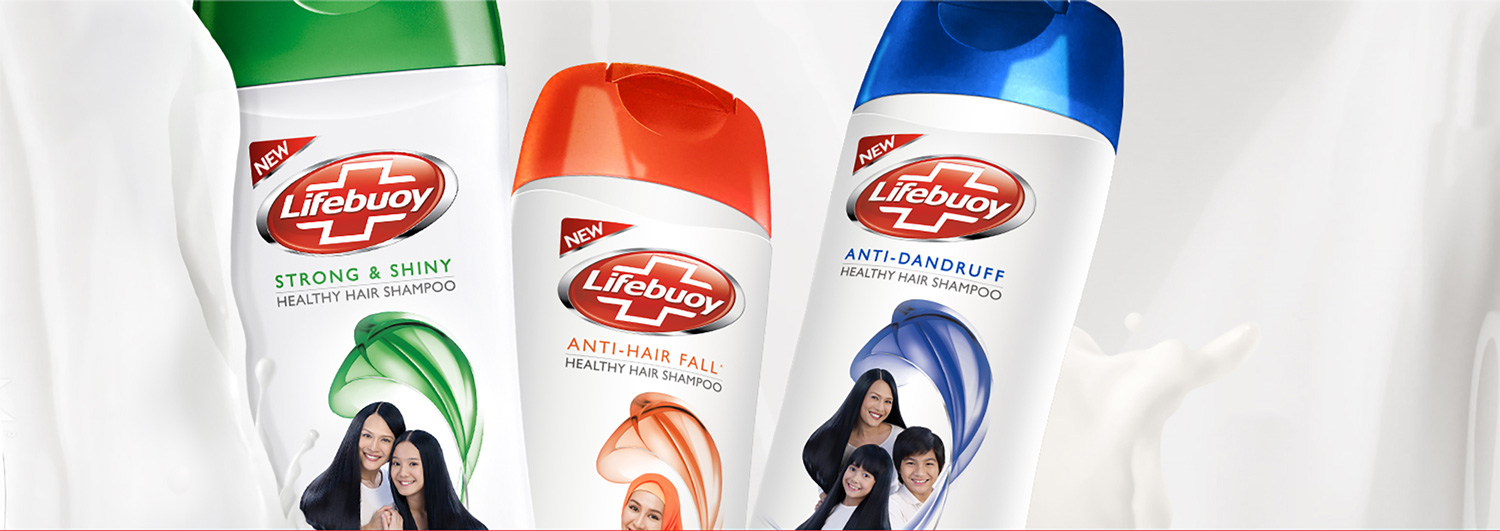 NEW
Lifebuoy
STRONG & SHINY
HEALTHY HAIR SHAMPOO
NEW
Lifebuoy
ANTI-HAIR FALL*
HEALTHY HAIR SHAMPOO
NEW
Lifebuoy
ANTI-DANDRUFF
HEALTHY HAIR SHAMPOO